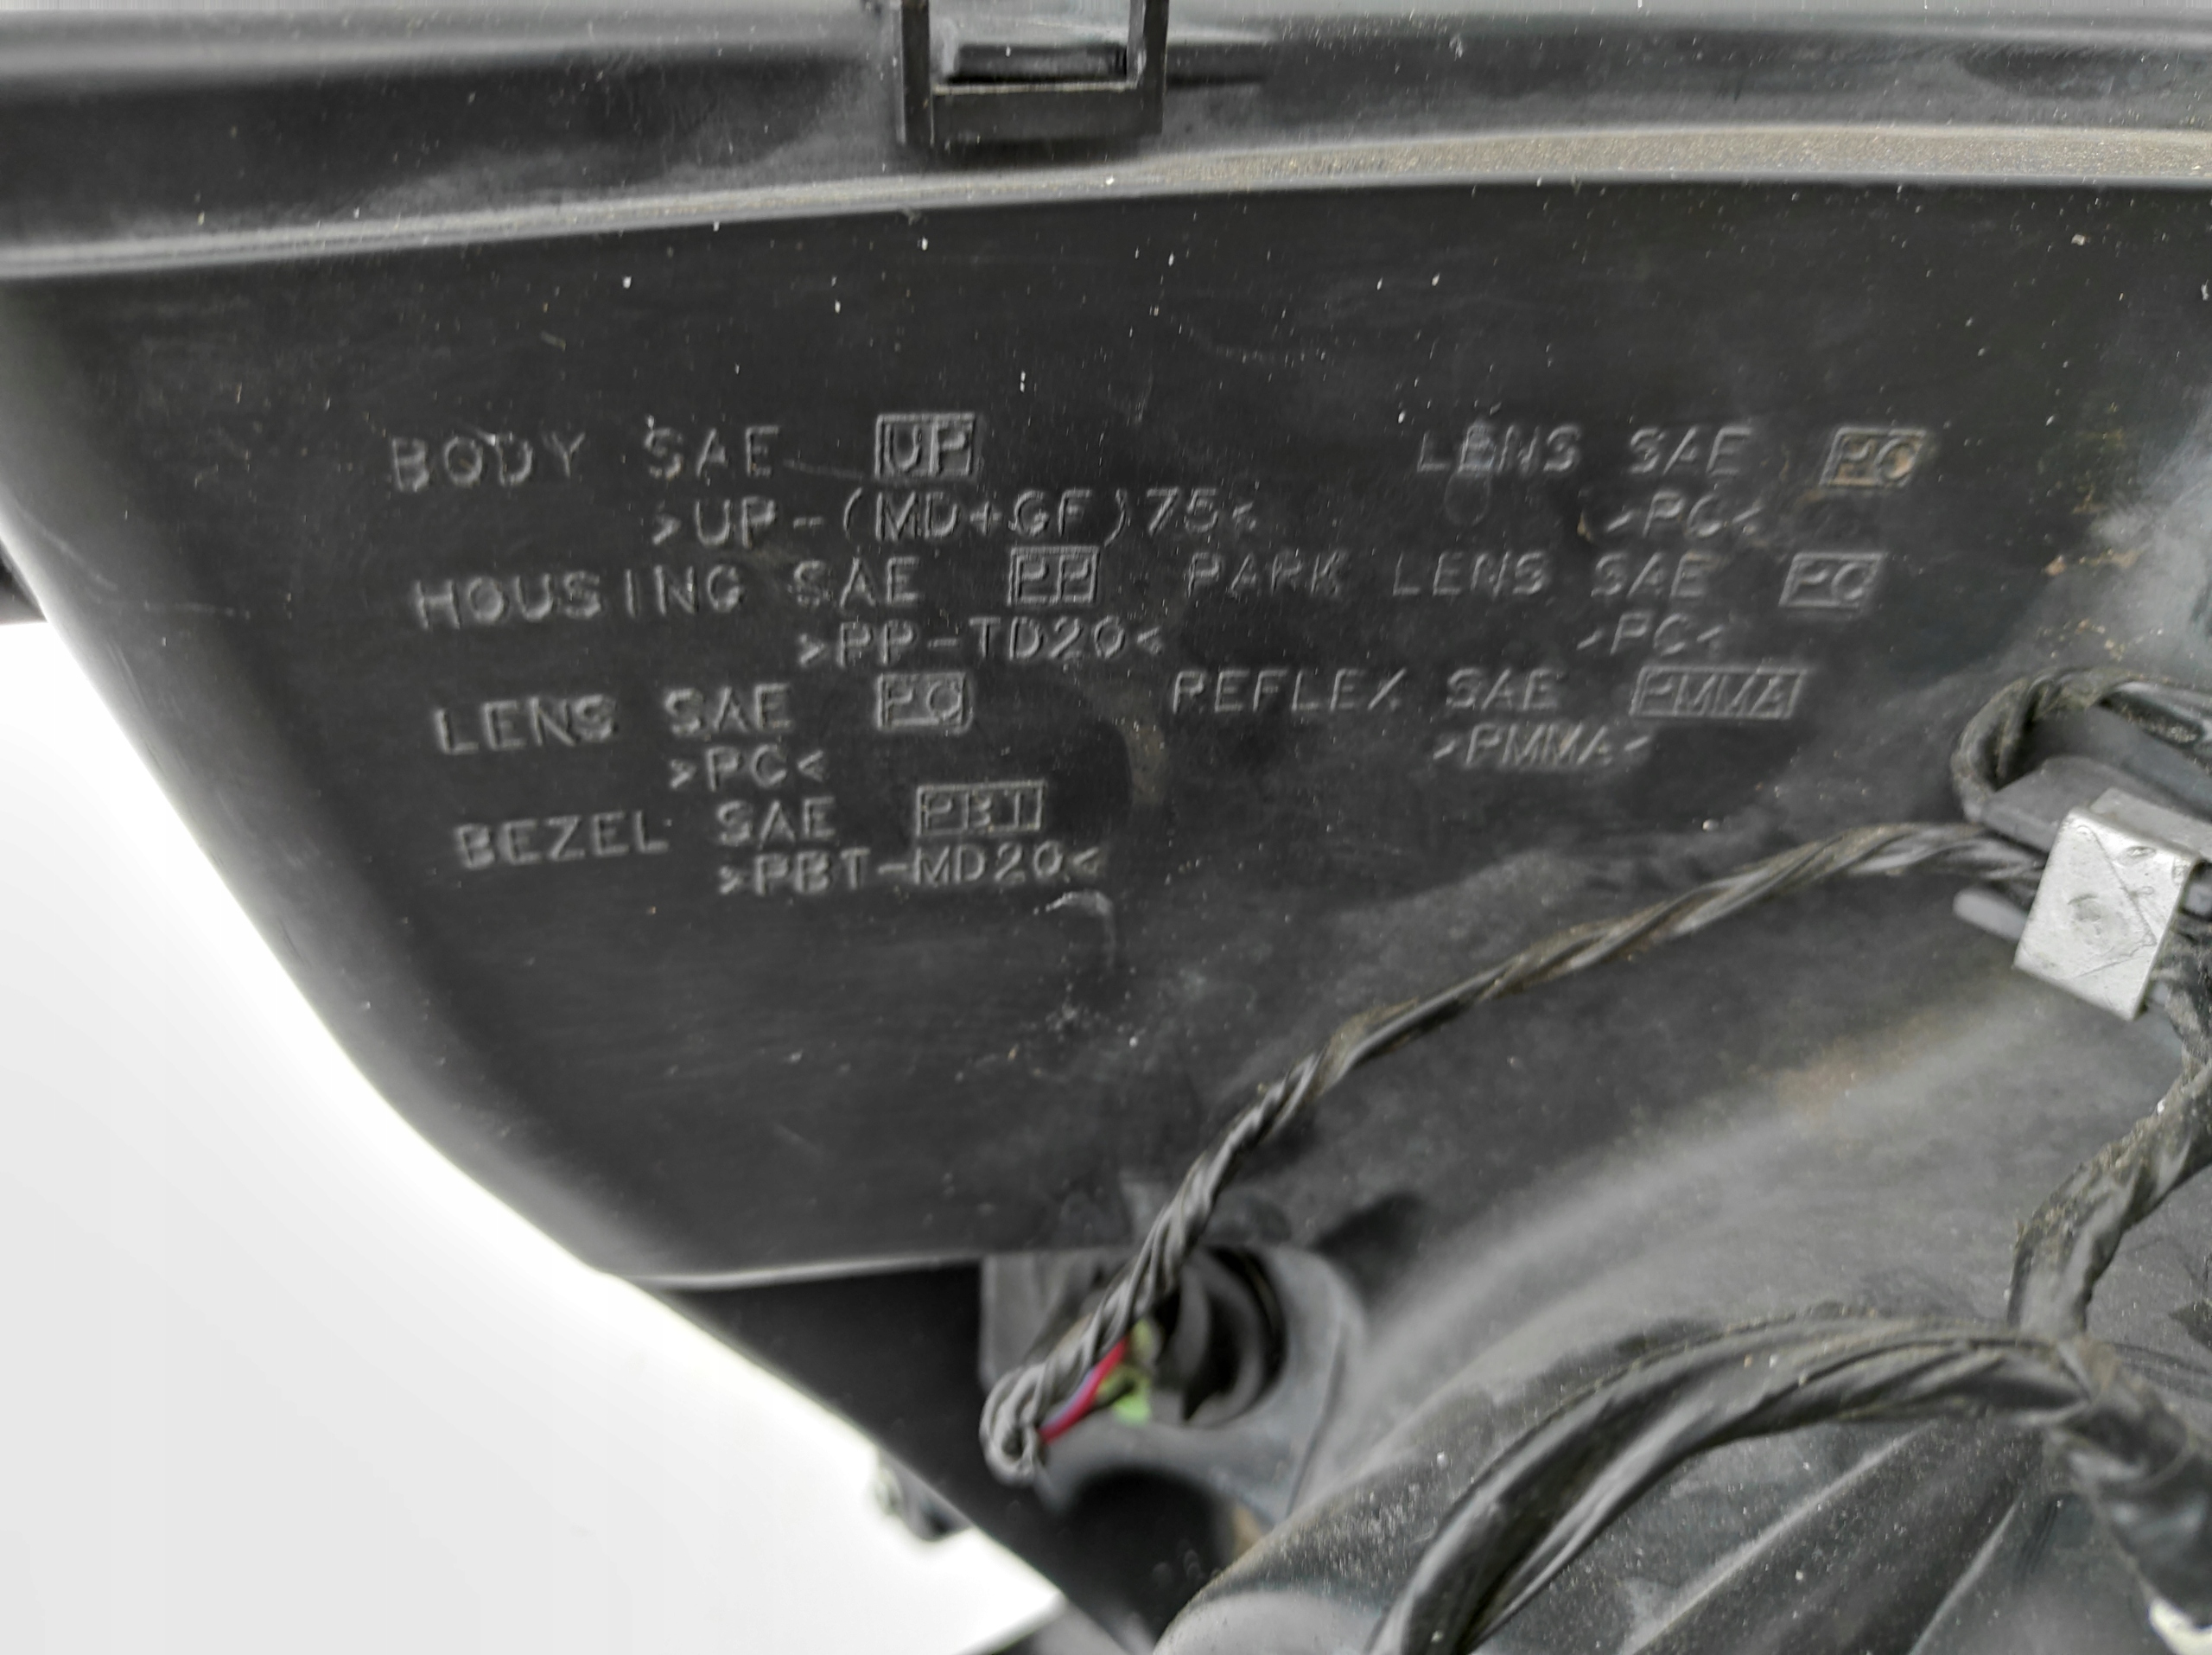 BODY SAE UP
>UP-(MD+GF)75<
HOUSING SAE PP
>PP-TD20<
LENS SAE PC
>PC<
BEZEL SAE PBT
>PBT-MD20<
LENS SAE PC
>PC<
PARK LENS SAE PC
>PC<
REFLEX SAE PMMA
>PMMA<